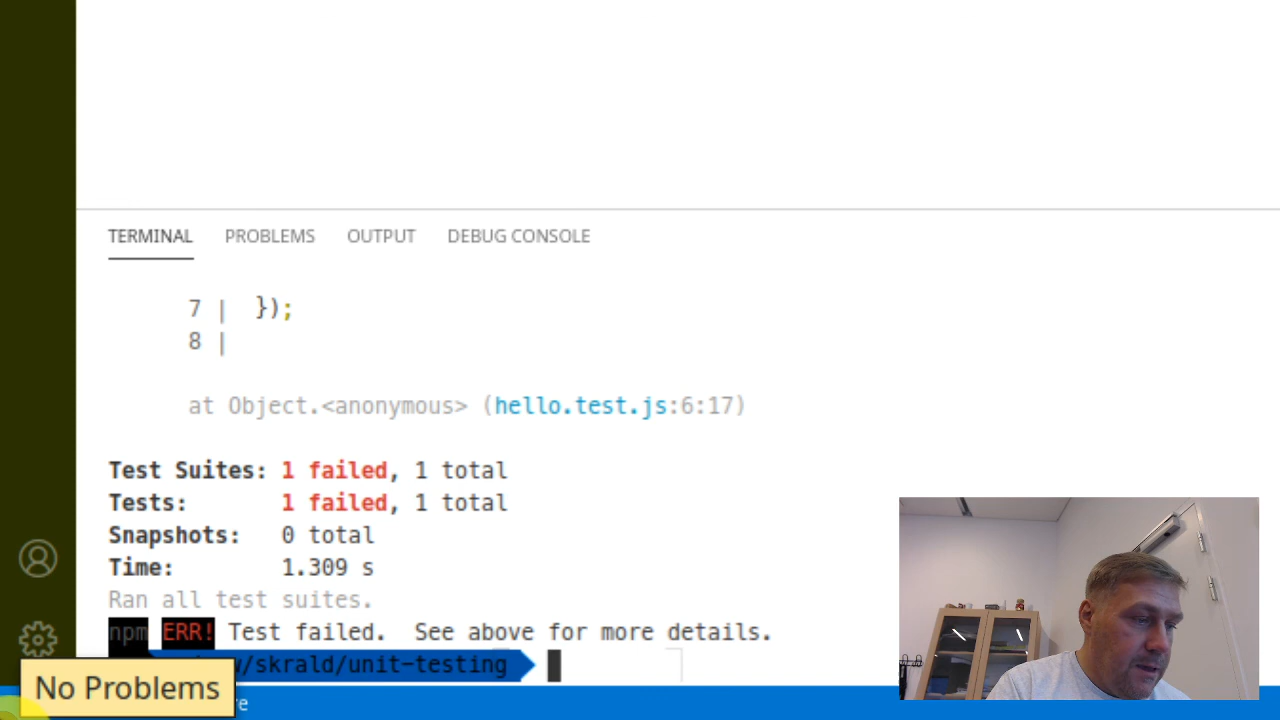 TERMINAL PROBLEMS OUTPUT DEBUG CONSOLE
7 | });
8 |
at Object.<anonymous> (hello.test.js:6:17)
Test Suites: 1 failed, 1 total
Tests: 1 failed, 1 total
Snapshots: 0 total
Time: 1.309 s
Ran all test suites.
npm ERR! Test failed. See above for more details.
/skrald/unit-testing
No Problems